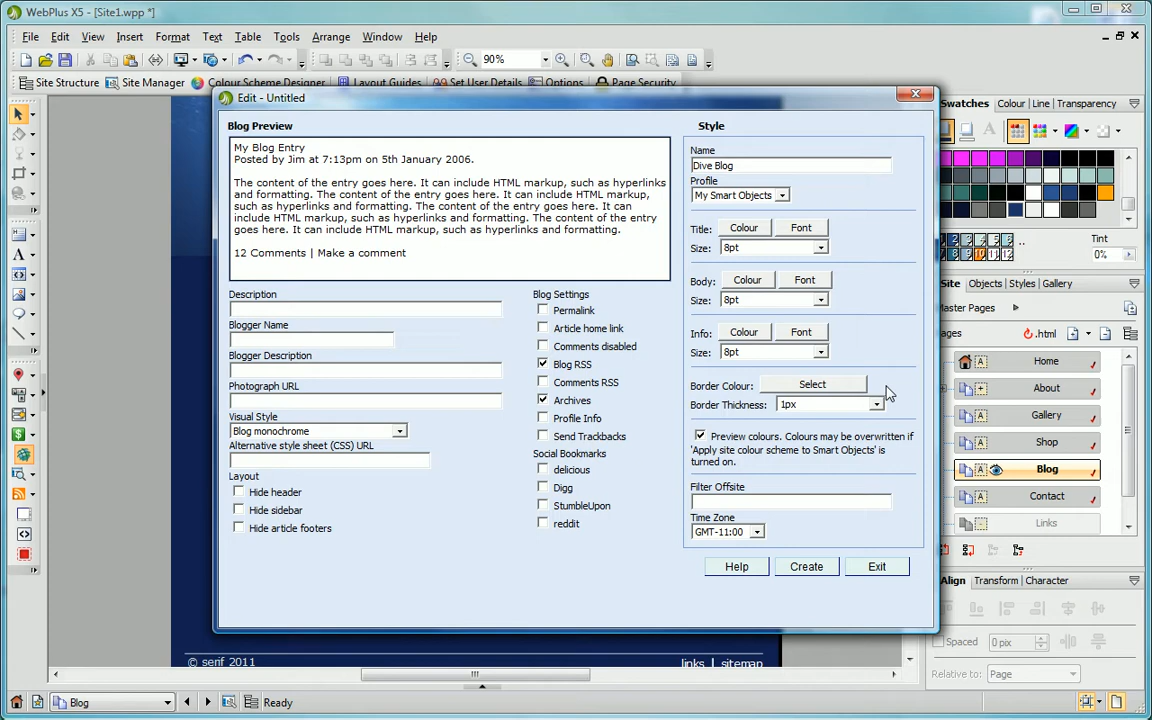 WebPlus X5 - [Site1.wpp *]
File Edit View Insert Format Text Table Tools Arrange Window Help
90%
Site Structure Site Manager Colour Scheme Designer Layout Guides Set User Details Options Page Security
Edit - Untitled
Blog Preview
My Blog Entry
Posted by Jim at 7:13pm on 5th January 2006.
The content of the entry goes here. It can include HTML markup, such as hyperlinks
and formatting. The content of the entry goes here. It can include HTML markup,
such as hyperlinks and formatting. The content of the entry goes here. It can
include HTML markup, such as hyperlinks and formatting. The content of the entry
goes here. It can include HTML markup, such as hyperlinks and formatting.
12 Comments | Make a comment
Description
Blogger Name
Blogger Description
Photograph URL
Visual Style
Blog monochrome
Alternative style sheet (CSS) URL
Layout
Hide header
Hide sidebar
Hide article footers
Blog Settings
Permalink
Article home link
Comments disabled
Blog RSS
Comments RSS
Archives
Profile Info
Send Trackbacks
Social Bookmarks
delicious
Digg
StumbleUpon
reddit
Style
Name
Dive Blog
Profile
My Smart Objects
Title: Colour Font
Size: 8pt
Body: Colour Font
Size: 8pt
Info: Colour Font
Size: 8pt
Border Colour: Select
Border Thickness: 1px
Preview colours. Colours may be overwritten if
'Apply site colour scheme to Smart Objects' is
turned on.
Filter Offsite
Time Zone
GMT-11:00
Help Create Exit
Swatches Colour Line Transparency
2 3 4 5
8 9 10 11 12
Tint
0%
Site Objects Styles Gallery
Master Pages
ages .html
Home
About
Gallery
Shop
Blog
Contact
Links
Align Transform Character
Spaced 0 pix
Relative to: Page
© serif 2011 links | sitemap
Blog Ready